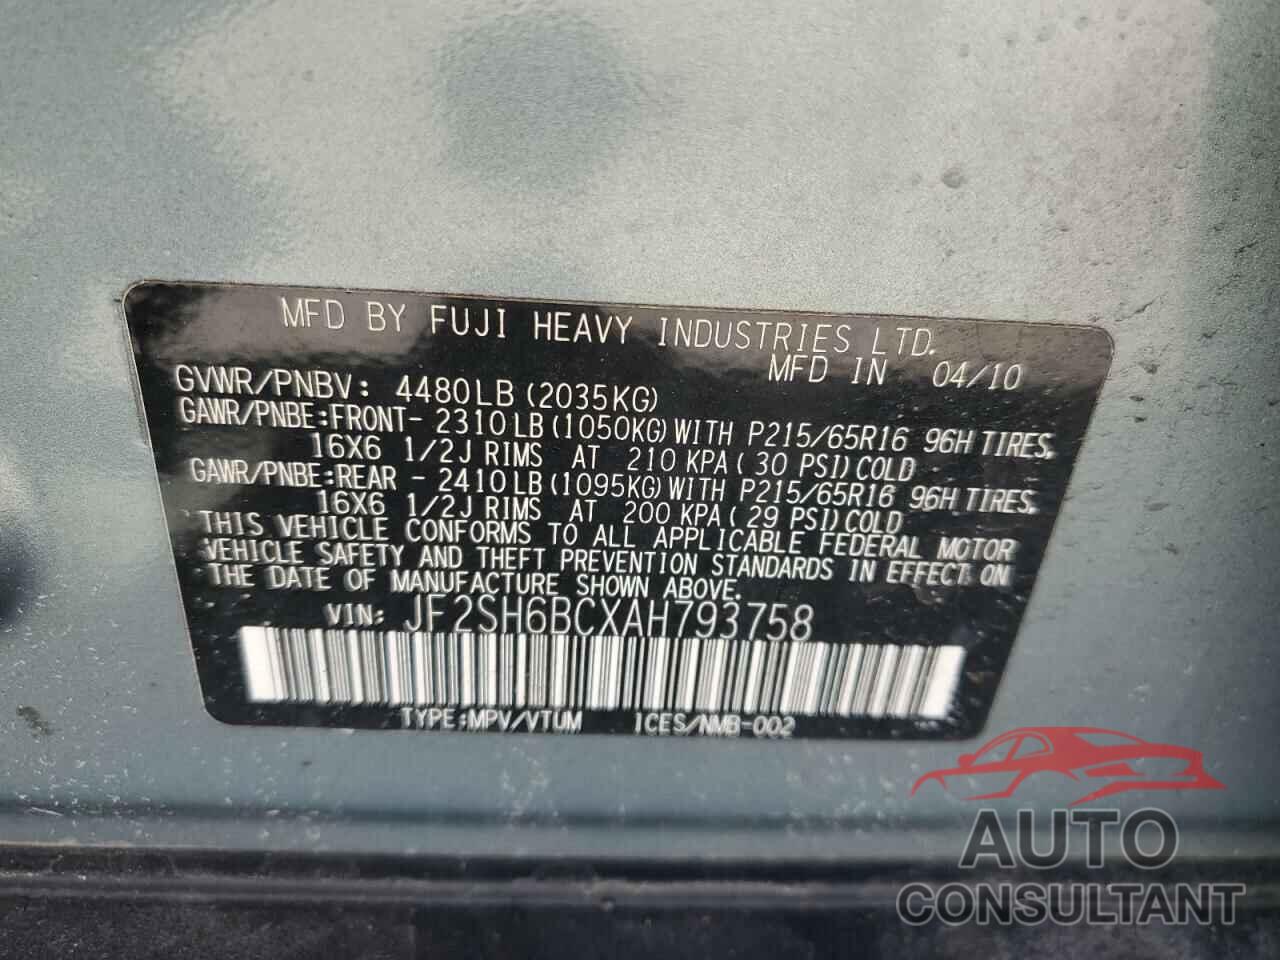 MFD BY FUJI HEAVY INDUSTRIES LTD.
MFD IN 04/10
GVWR/PNBV: 4480LB (2035KG)
GAWR/PNBE:FRONT- 2310LB (1050KG) WITH P215/65R16 96H TIRES,
16X6 1/2J RIMS AT 210 KPA ( 30 PSI) COLD
GAWR/PNBE:REAR - 2410LB (1095KG) WITH P215/65R16 96H TIRES,
16X6 1/2J RIMS AT 200 KPA ( 29 PSI) COLD
THIS VEHICLE CONFORMS TO ALL APPLICABLE FEDERAL MOTOR
VEHICLE SAFETY AND THEFT PREVENTION STANDARDS IN EFFECT ON
THE DATE OF MANUFACTURE SHOWN ABOVE.
VIN: JF2SH6BCXAH793758
TYPE:MPV/VTUM ICES/NMB-002
AUTO
CONSULTANT